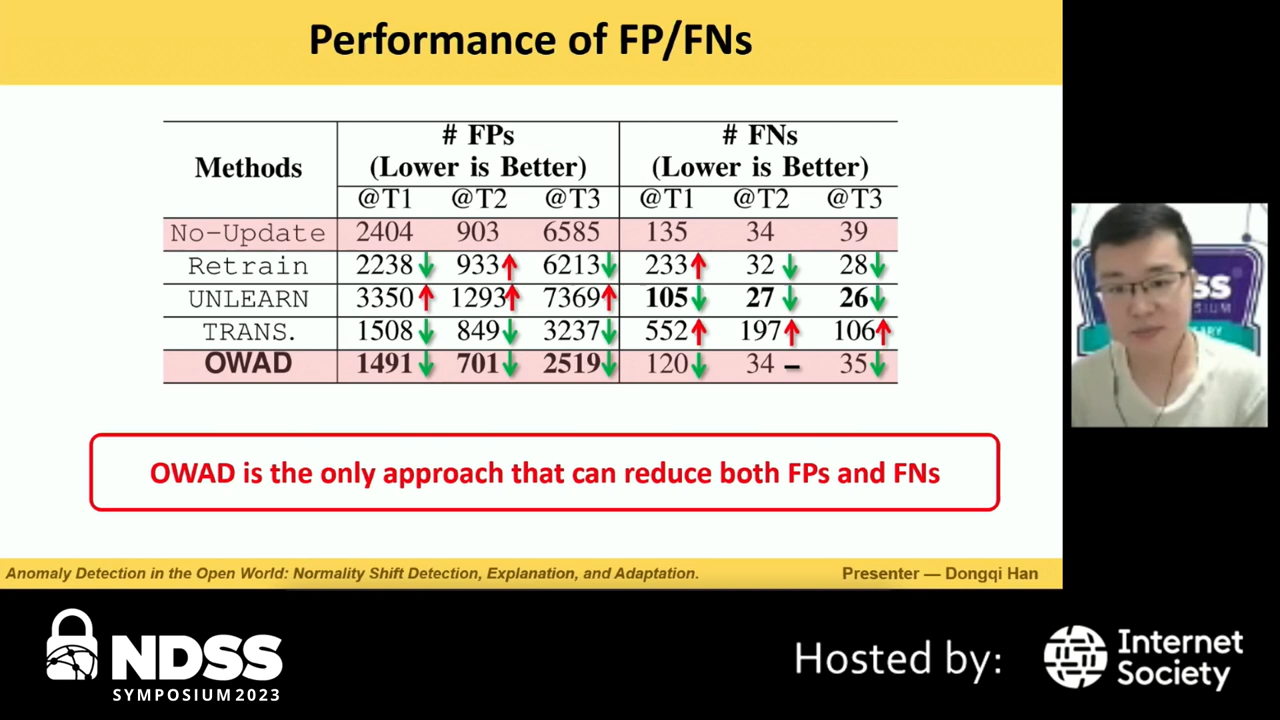 Performance of FP/FNs
Methods
# FPs
(Lower is Better)
# FNs
(Lower is Better)
@T1 @T2 @T3 @T1 @T2 @T3
No-Update 2404 903 6585 135 34 39
Retrain 2238 933 6213 233 32 28
UNLEARN 3350 1293 7369 105 27 26
TRANS. 1508 849 3237 552 197 106
OWAD 1491 701 2519 120 34 – 35
OWAD is the only approach that can reduce both FPs and FNs
Anomaly Detection in the Open World: Normality Shift Detection, Explanation, and Adaptation.
Presenter — Dongqi Han
NDSS
SYMPOSIUM2023
Hosted by:
Internet
Society